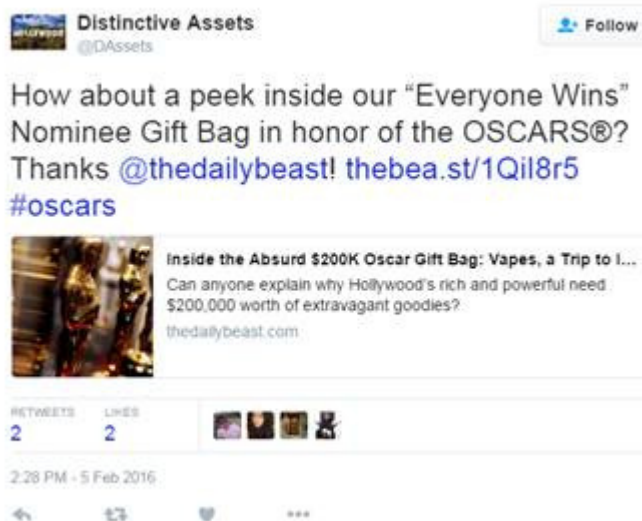 Distinctive Assets
@DAssets
Follow
How about a peek inside our “Everyone Wins”
Nominee Gift Bag in honor of the OSCARS®?
Thanks @thedailybeast! thebea.st/1Qil8r5
#oscars
Inside the Absurd $200K Oscar Gift Bag: Vapes, a Trip to I...
Can anyone explain why Hollywood’s rich and powerful need
$200,000 worth of extravagant goodies?
thedailybeast.com
RETWEETS LIKES
2 2
2:28 PM - 5 Feb 2016